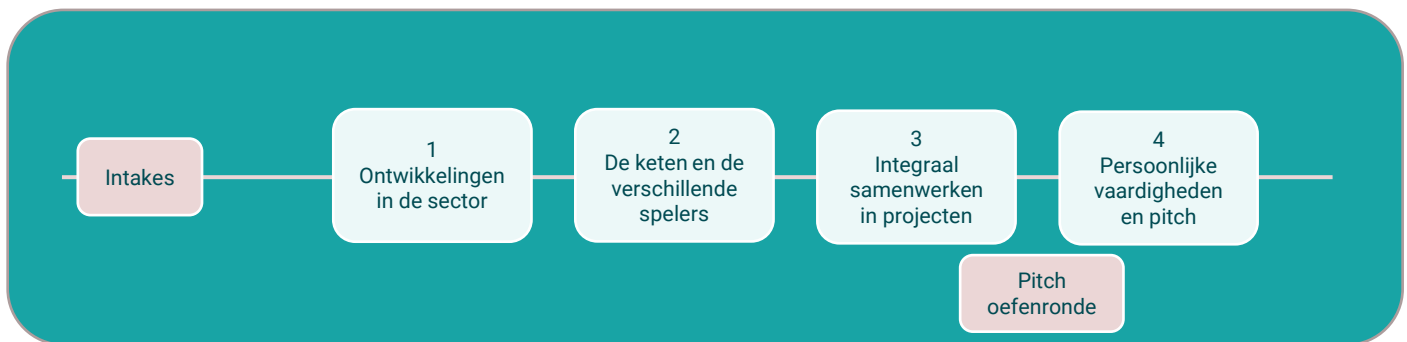 Intakes
1
Ontwikkelingen
in de sector
2
De keten en de
verschillende
spelers
3
Integraal
samenwerken
in projecten
4
Persoonlijke
vaardigheden
en pitch
Pitch
oefenronde